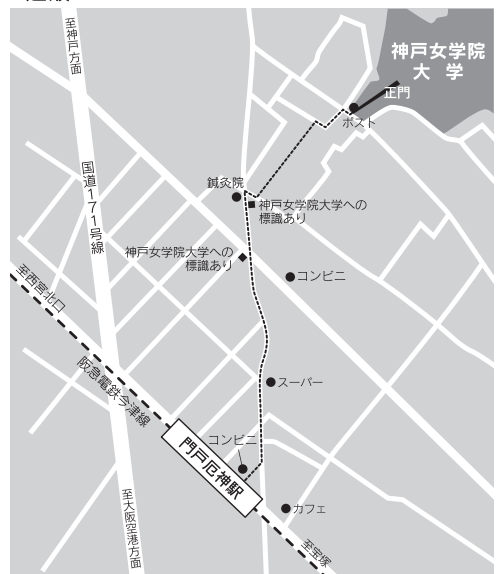 至神戸方面
神戸女学院
大学
正門
ポスト
国道171号線
鍼灸院
神戸女学院大学への
標識あり
神戸女学院大学への
標識あり
コンビニ
至西宮北口
阪急電鉄今津線
スーパー
コンビニ
門戸厄神駅
カフェ
至大阪空港方面
至宝塚